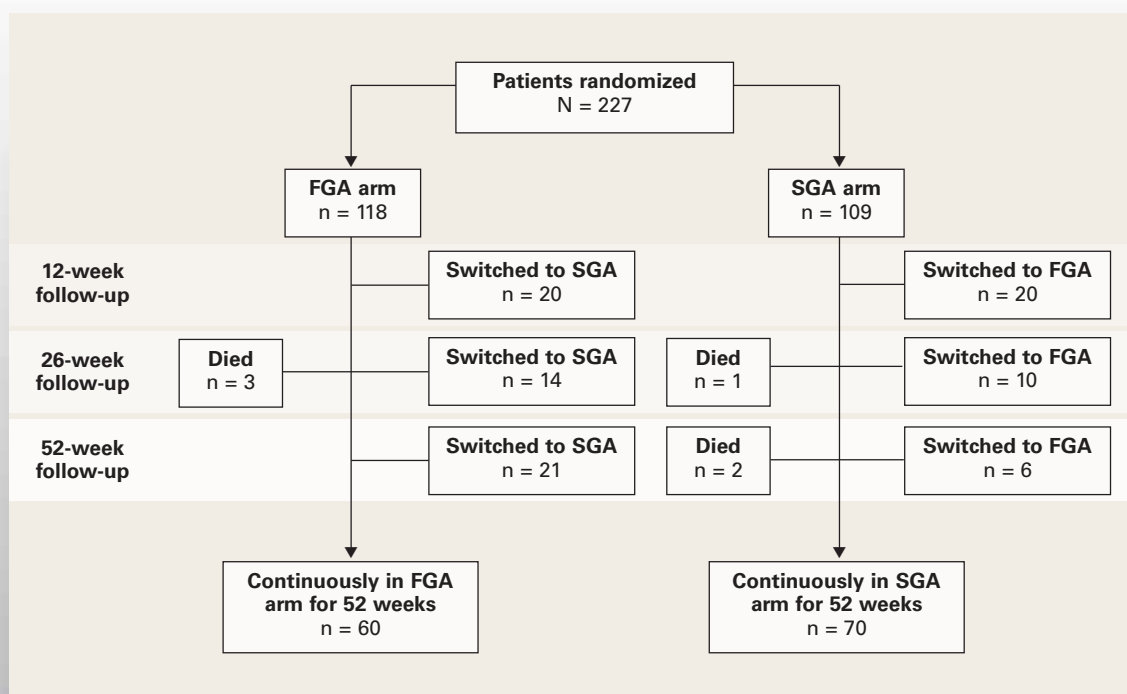 Patients randomized
N = 227
FGA arm
n = 118
SGA arm
n = 109
12-week
follow-up
Switched to SGA
n = 20
Switched to FGA
n = 20
26-week
follow-up
Died
n = 3
Switched to SGA
n = 14
Died
n = 1
Switched to FGA
n = 10
52-week
follow-up
Switched to SGA
n = 21
Died
n = 2
Switched to FGA
n = 6
Continuously in FGA
arm for 52 weeks
n = 60
Continuously in SGA
arm for 52 weeks
n = 70